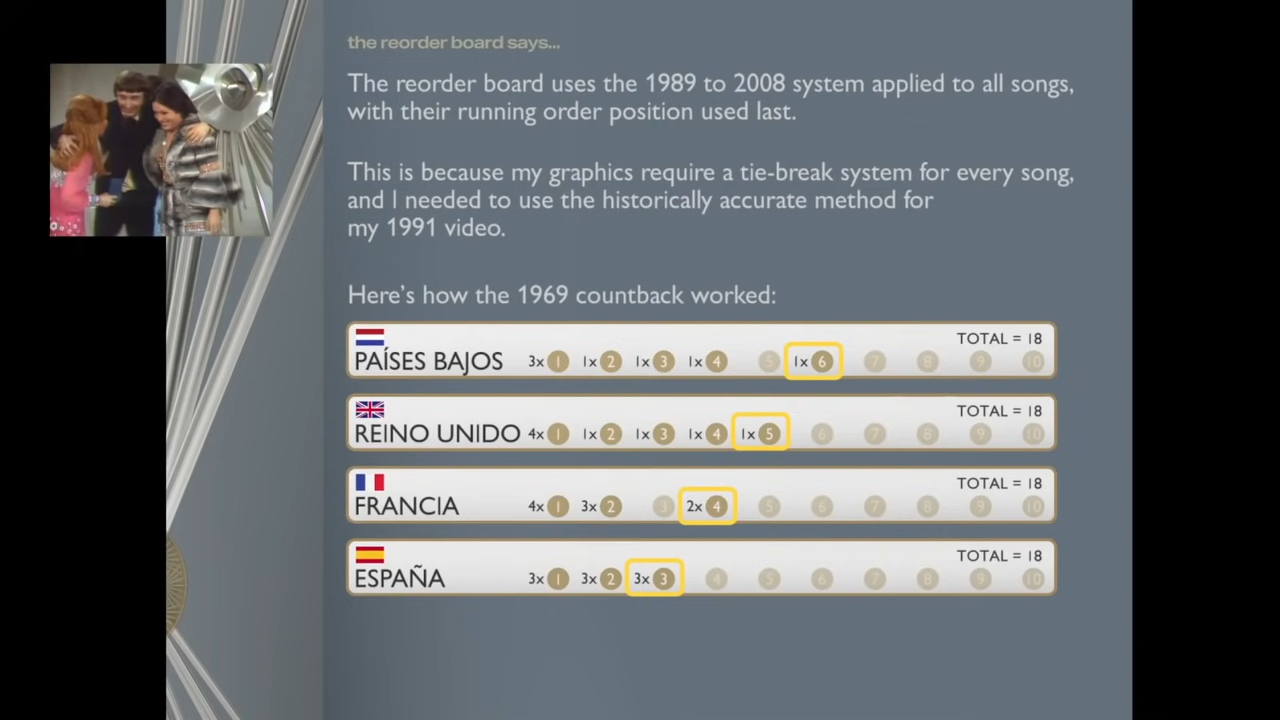 the reorder board says...
The reorder board uses the 1989 to 2008 system applied to all songs,
with their running order position used last.
This is because my graphics require a tie-break system for every song,
and I needed to use the historically accurate method for
my 1991 video.
Here's how the 1969 countback worked:
TOTAL = 18
PAÍSES BAJOS 3x 1 1x 2 1x 3 1x 4 5 1x 6 7 8 9 10
TOTAL = 18
REINO UNIDO 4x 1 1x 2 1x 3 1x 4 1x 5 6 7 8 9 10
TOTAL = 18
FRANCIA 4x 1 3x 2 3 2x 4 5 6 7 8 9 10
TOTAL = 18
ESPAÑA 3x 1 3x 2 3x 3 4 5 6 7 8 9 10